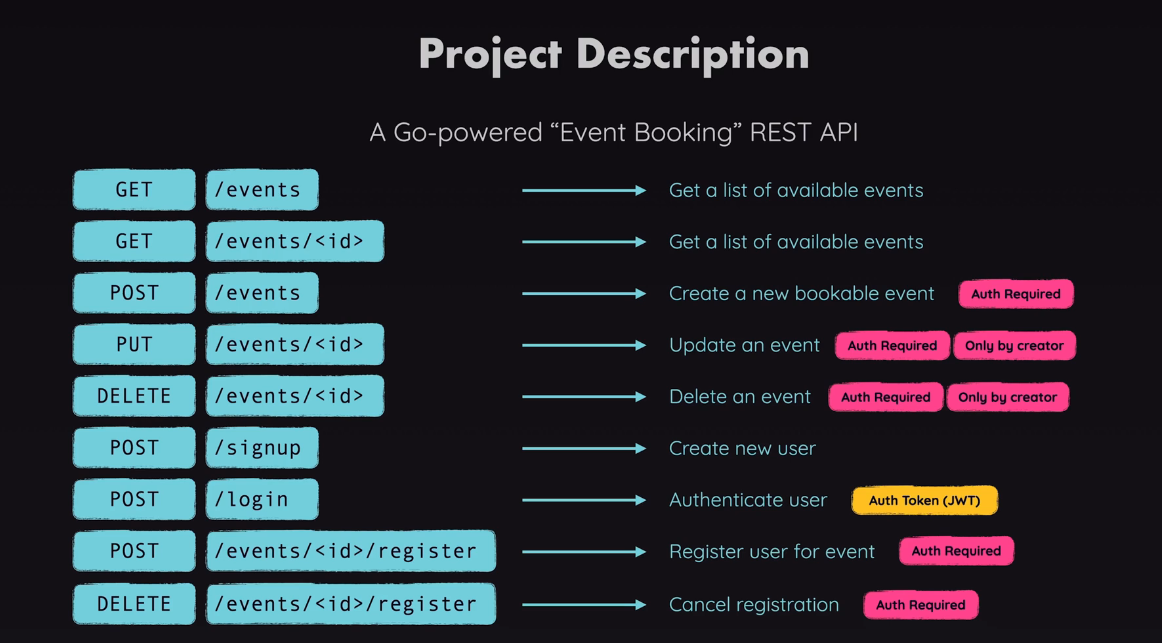 Project Description
A Go-powered “Event Booking” REST API
GET /events Get a list of available events
GET /events/<id> Get a list of available events
POST /events Create a new bookable event Auth Required
PUT /events/<id> Update an event Auth Required Only by creator
DELETE /events/<id> Delete an event Auth Required Only by creator
POST /signup Create new user
POST /login Authenticate user Auth Token (JWT)
POST /events/<id>/register Register user for event Auth Required
DELETE /events/<id>/register Cancel registration Auth Required